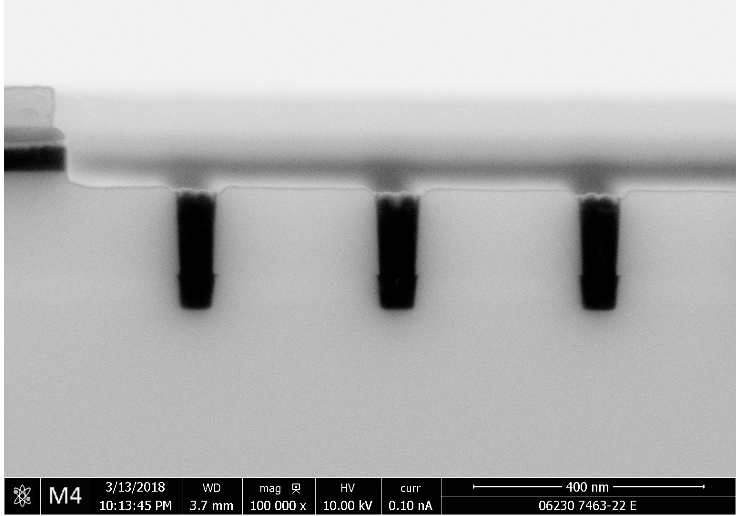 M4
3/13/2018
10:13:45 PM
WD
3.7 mm
mag
100 000 x
HV
10.00 kV
curr
0.10 nA
400 nm
06230 7463-22 E